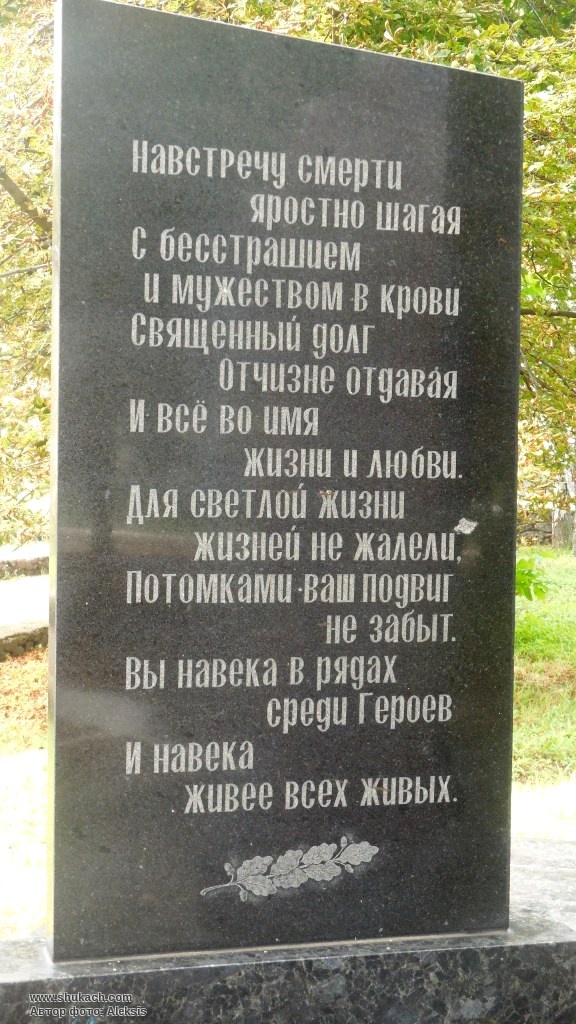 Навстречу смерти
яростно шагая
С бесстрашием
и мужеством в крови
Священный долг
Отчизне отдавая
И всё во имя
жизни и любви.
Для светлой жизни
жизней не жалели,
Потомками ваш подвиг
не забыт.
Вы навека в рядах
среди Героев
И навека
живее всех живых.
www.shukach.com
Автор фото: Aleksis